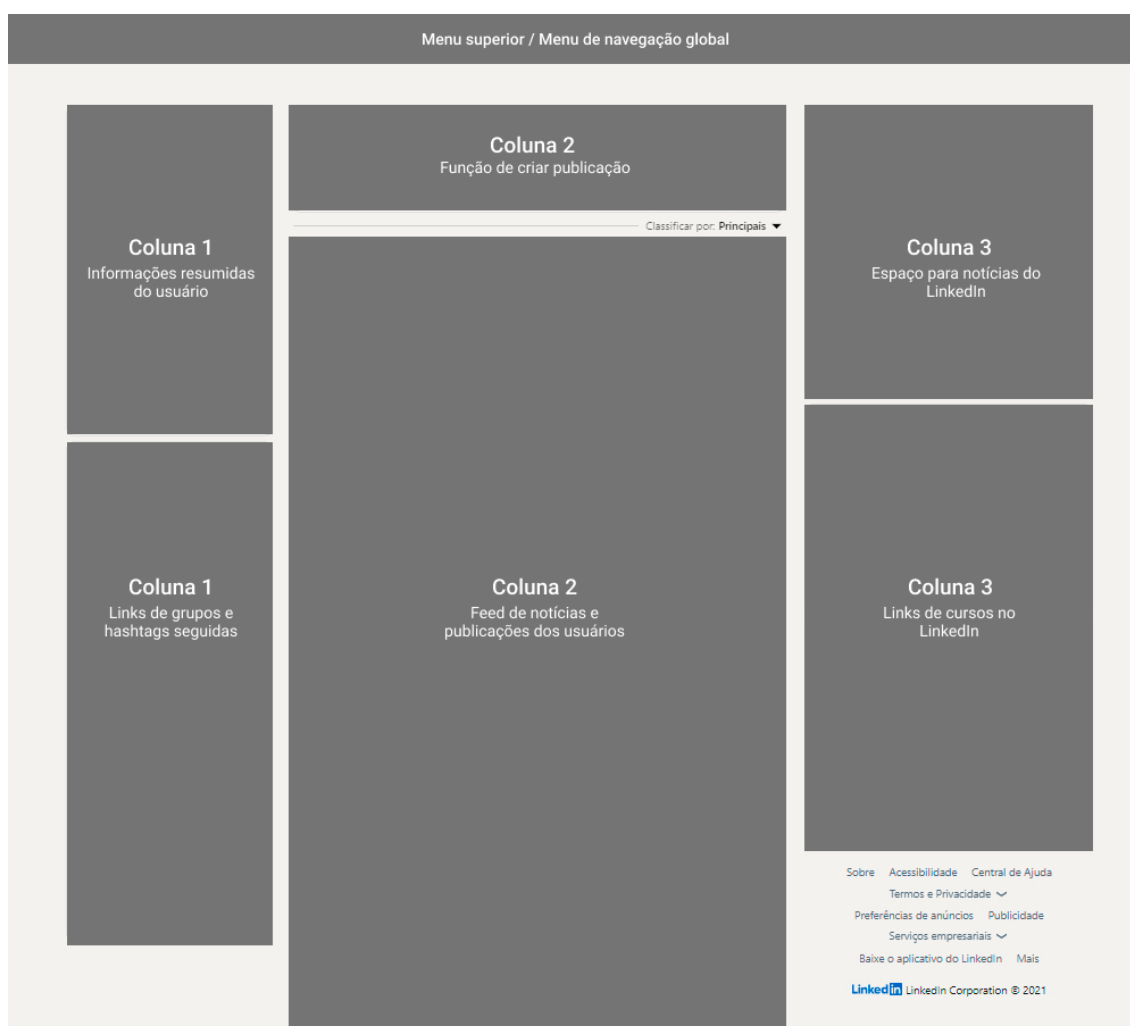 Menu superior / Menu de navegação global
Coluna 1
Informações resumidas
do usuário
Coluna 1
Links de grupos e
hashtags seguidas
Coluna 2
Função de criar publicação
Classificar por: Principais
Coluna 2
Feed de notícias e
publicações dos usuários
Coluna 3
Espaço para notícias do
LinkedIn
Coluna 3
Links de cursos no
LinkedIn
Sobre Acessibilidade Central de Ajuda
Termos e Privacidade
Preferências de anúncios Publicidade
Serviços empresariais
Baixe o aplicativo do LinkedIn Mais
Linked in LinkedIn Corporation © 2021